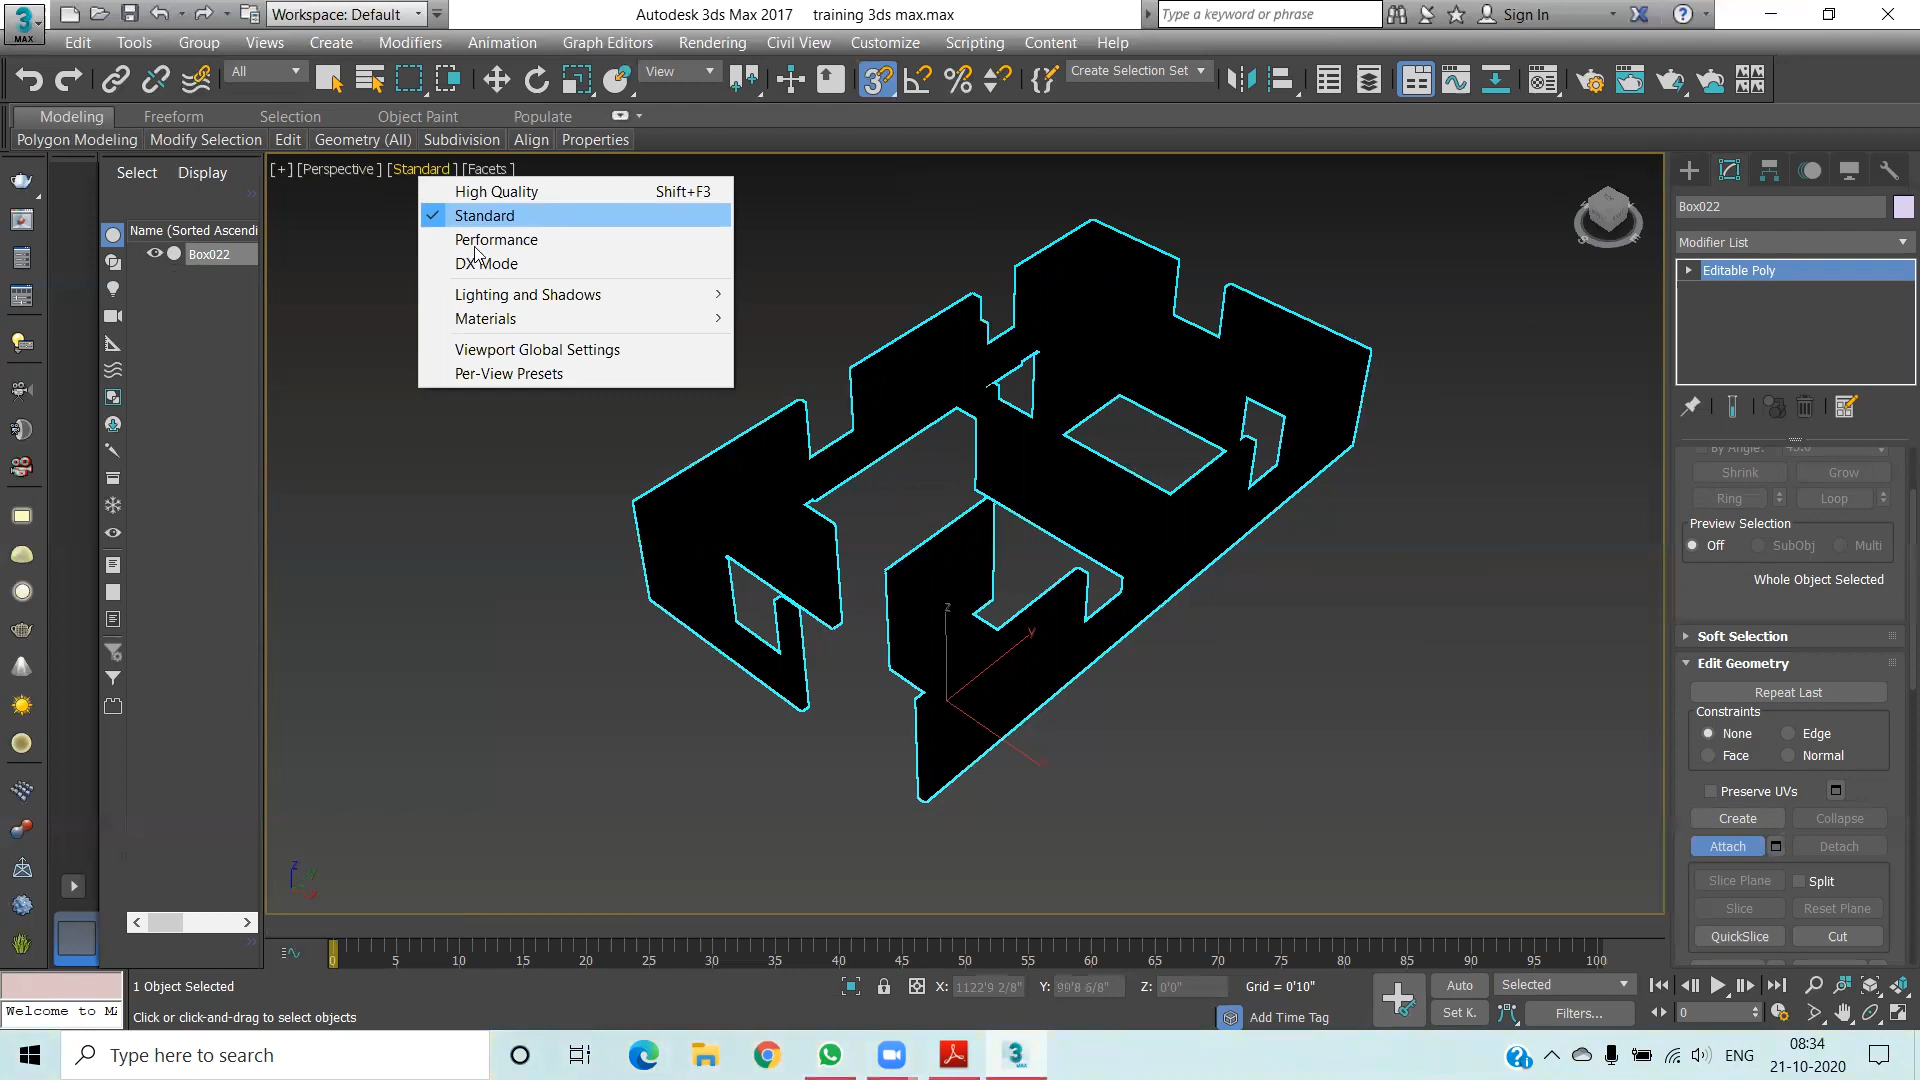 3 MAX
Workspace: Default
Autodesk 3ds Max 2017 training 3ds max.max
Type a keyword or phrase
Sign In
Edit Tools Group Views Create Modifiers Animation Graph Editors Rendering Civil View Customize Scripting Content Help
All
View
Create Selection Set
Modeling Freeform Selection Object Paint Populate
Polygon Modeling Modify Selection Edit Geometry (All) Subdivision Align Properties
Select Display
Name (Sorted Ascendi
Box022
[+] [Perspective ] [Standard ] [Facets ]
High Quality Shift+F3
Standard
Performance
DX Mode
Lighting and Shadows
Materials
Viewport Global Settings
Per-View Presets
z
y
x
z
y
x
Box022
Modifier List
Editable Poly
By Angle: 45.0
Shrink Grow
Ring Loop
Preview Selection
Off SubObj Multi
Whole Object Selected
Soft Selection
Edit Geometry
Repeat Last
Constraints
None Edge
Face Normal
Preserve UVs
Create Collapse
Attach Detach
Slice Plane Split
Slice Reset Plane
QuickSlice Cut
0 5 10 15 20 25 30 35 40 45 50 55 60 65 70 75 80 85 90 95 100
1 Object Selected
X: 1122'9 2/8" Y: 99'8 6/8" Z: 0'0" Grid = 0'10"
Auto Selected
Welcome to MA
Click or click-and-drag to select objects
Add Time Tag
Set K. Filters...
0
Type here to search
ENG
08:34
21-10-2020